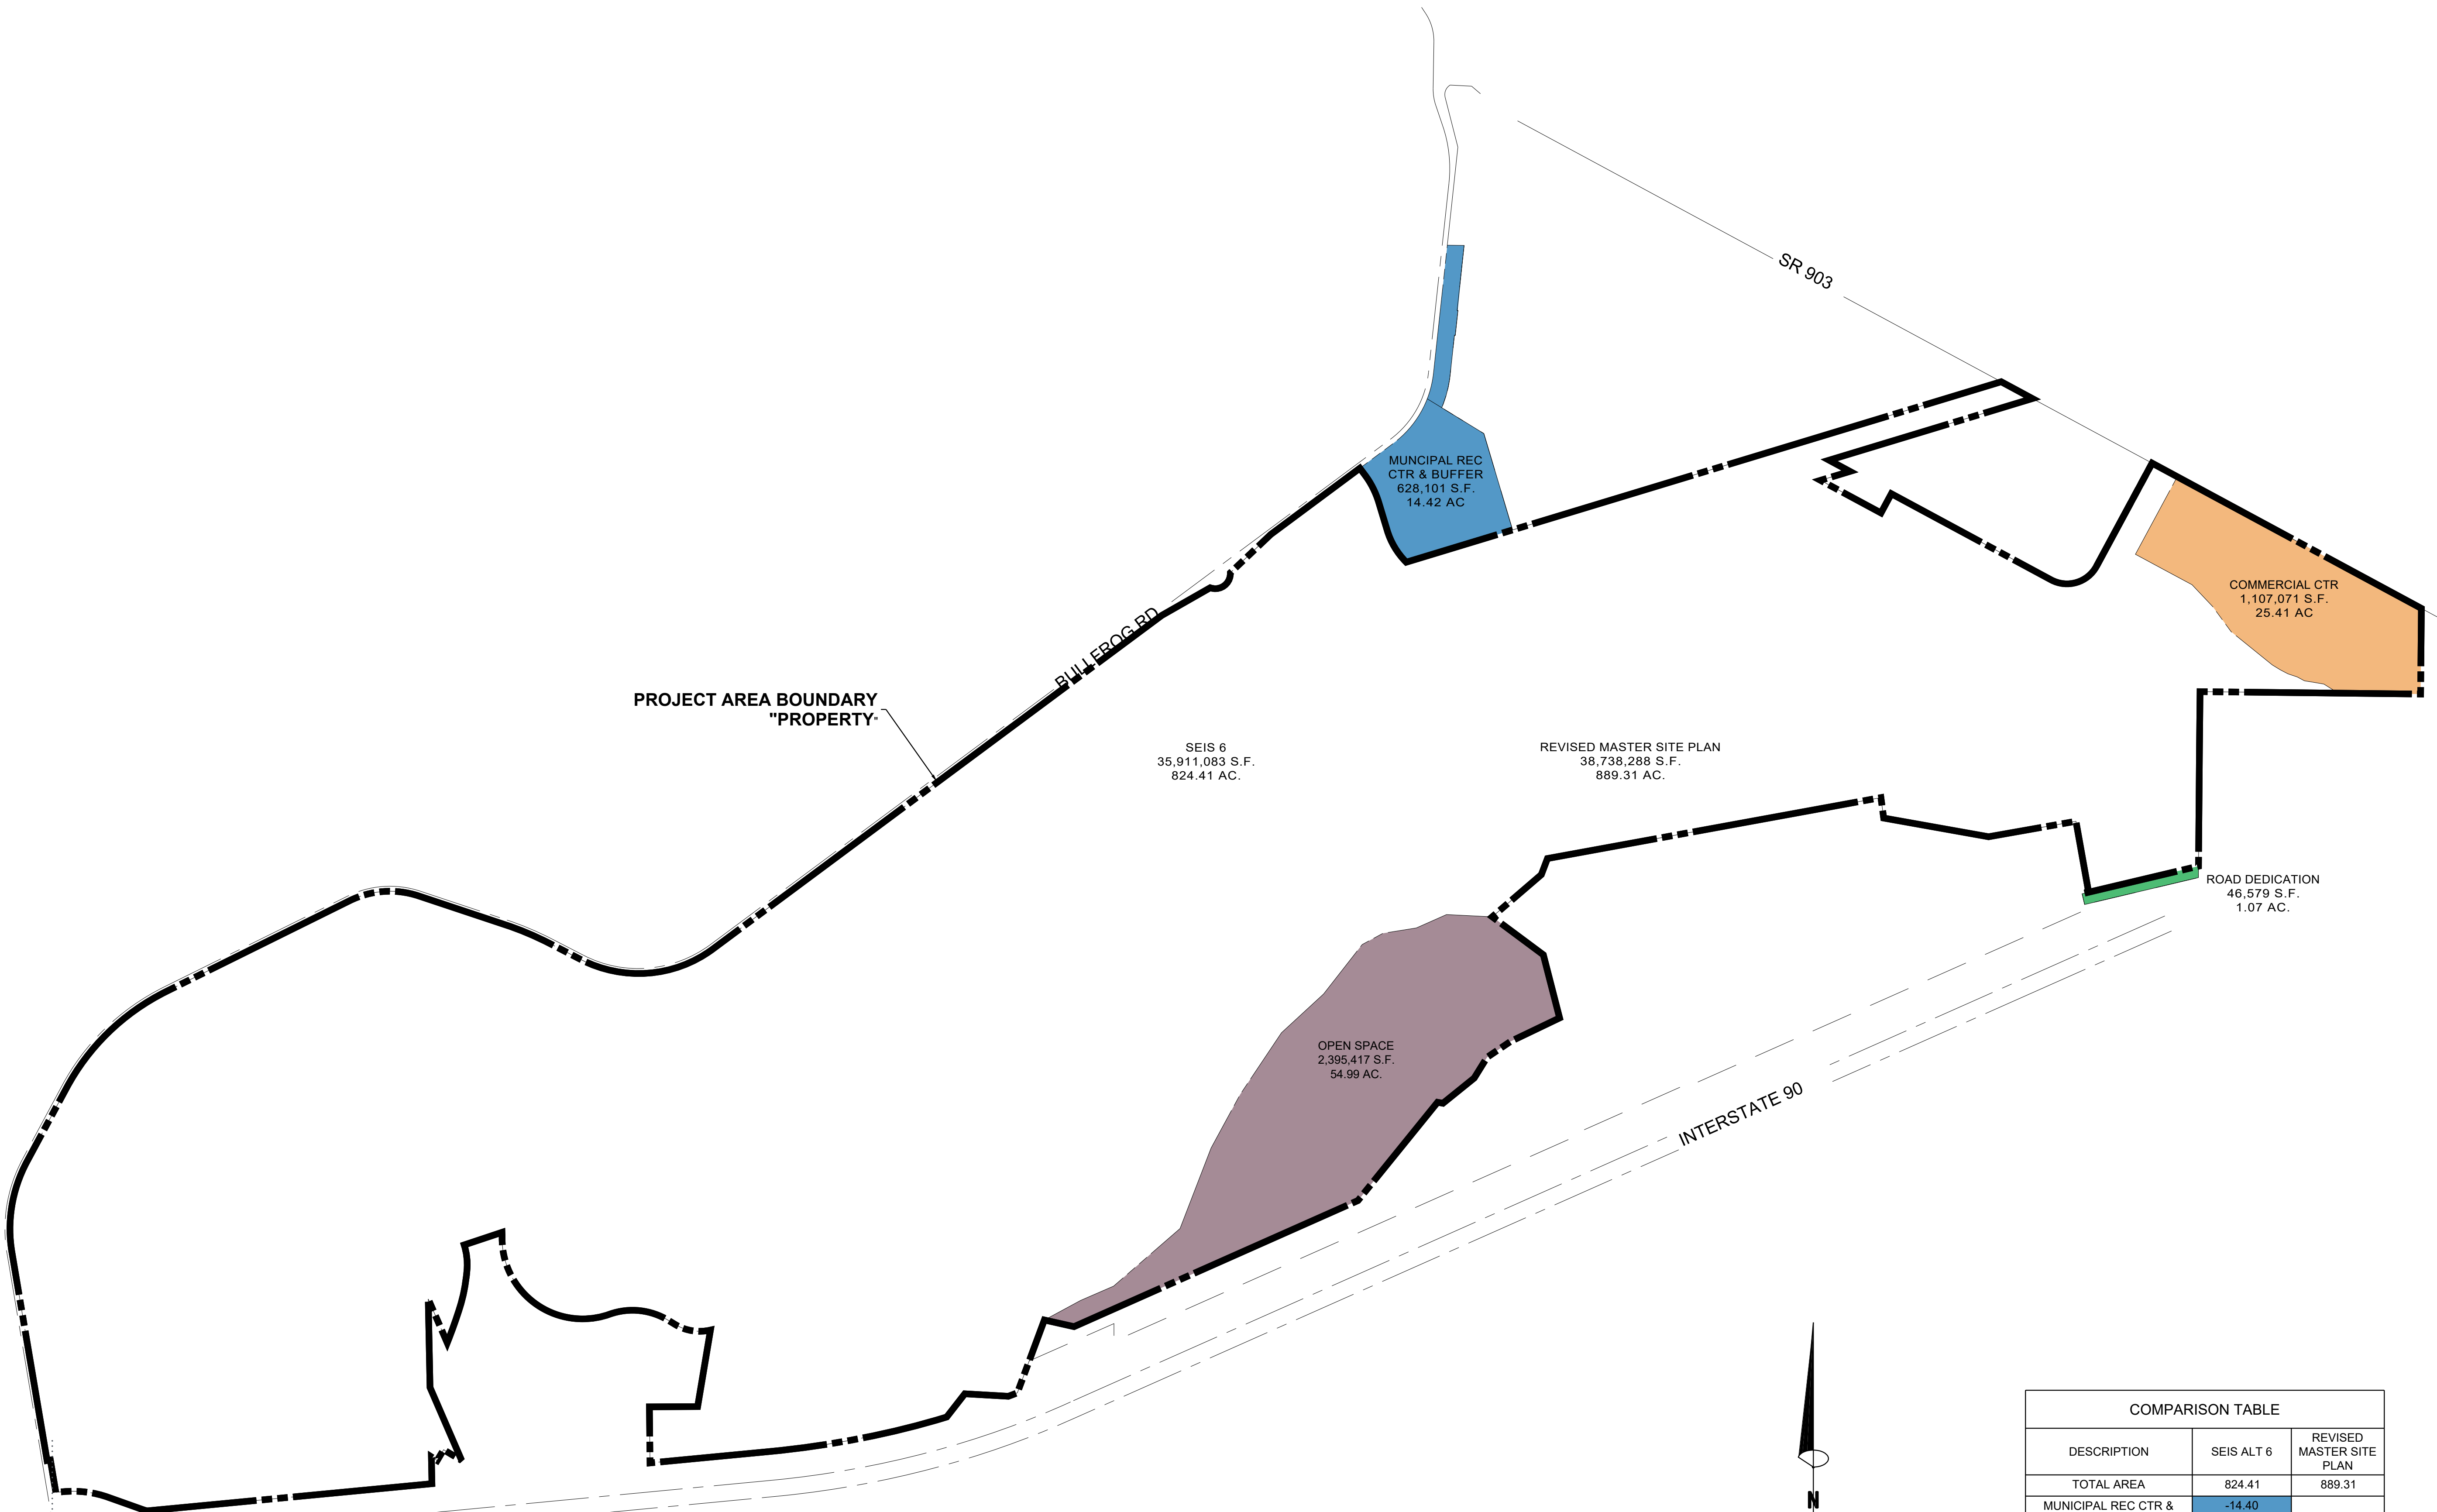 SR 903
MUNCIPAL REC
CTR & BUFFER
628,101 S.F.
14.42 AC
COMMERCIAL CTR
1,107,071 S.F.
25.41 AC
BULLFROG RD
PROJECT AREA BOUNDARY
"PROPERTY"
SEIS 6
35,911,083 S.F.
824.41 AC.
REVISED MASTER SITE PLAN
38,738,288 S.F.
889.31 AC.
ROAD DEDICATION
46,579 S.F.
1.07 AC.
OPEN SPACE
2,395,417 S.F.
54.99 AC.
INTERSTATE 90
N
COMPARISON TABLE
DESCRIPTION SEIS ALT 6 REVISED MASTER SITE PLAN
TOTAL AREA 824.41 889.31
MUNICIPAL REC CTR & -14.40